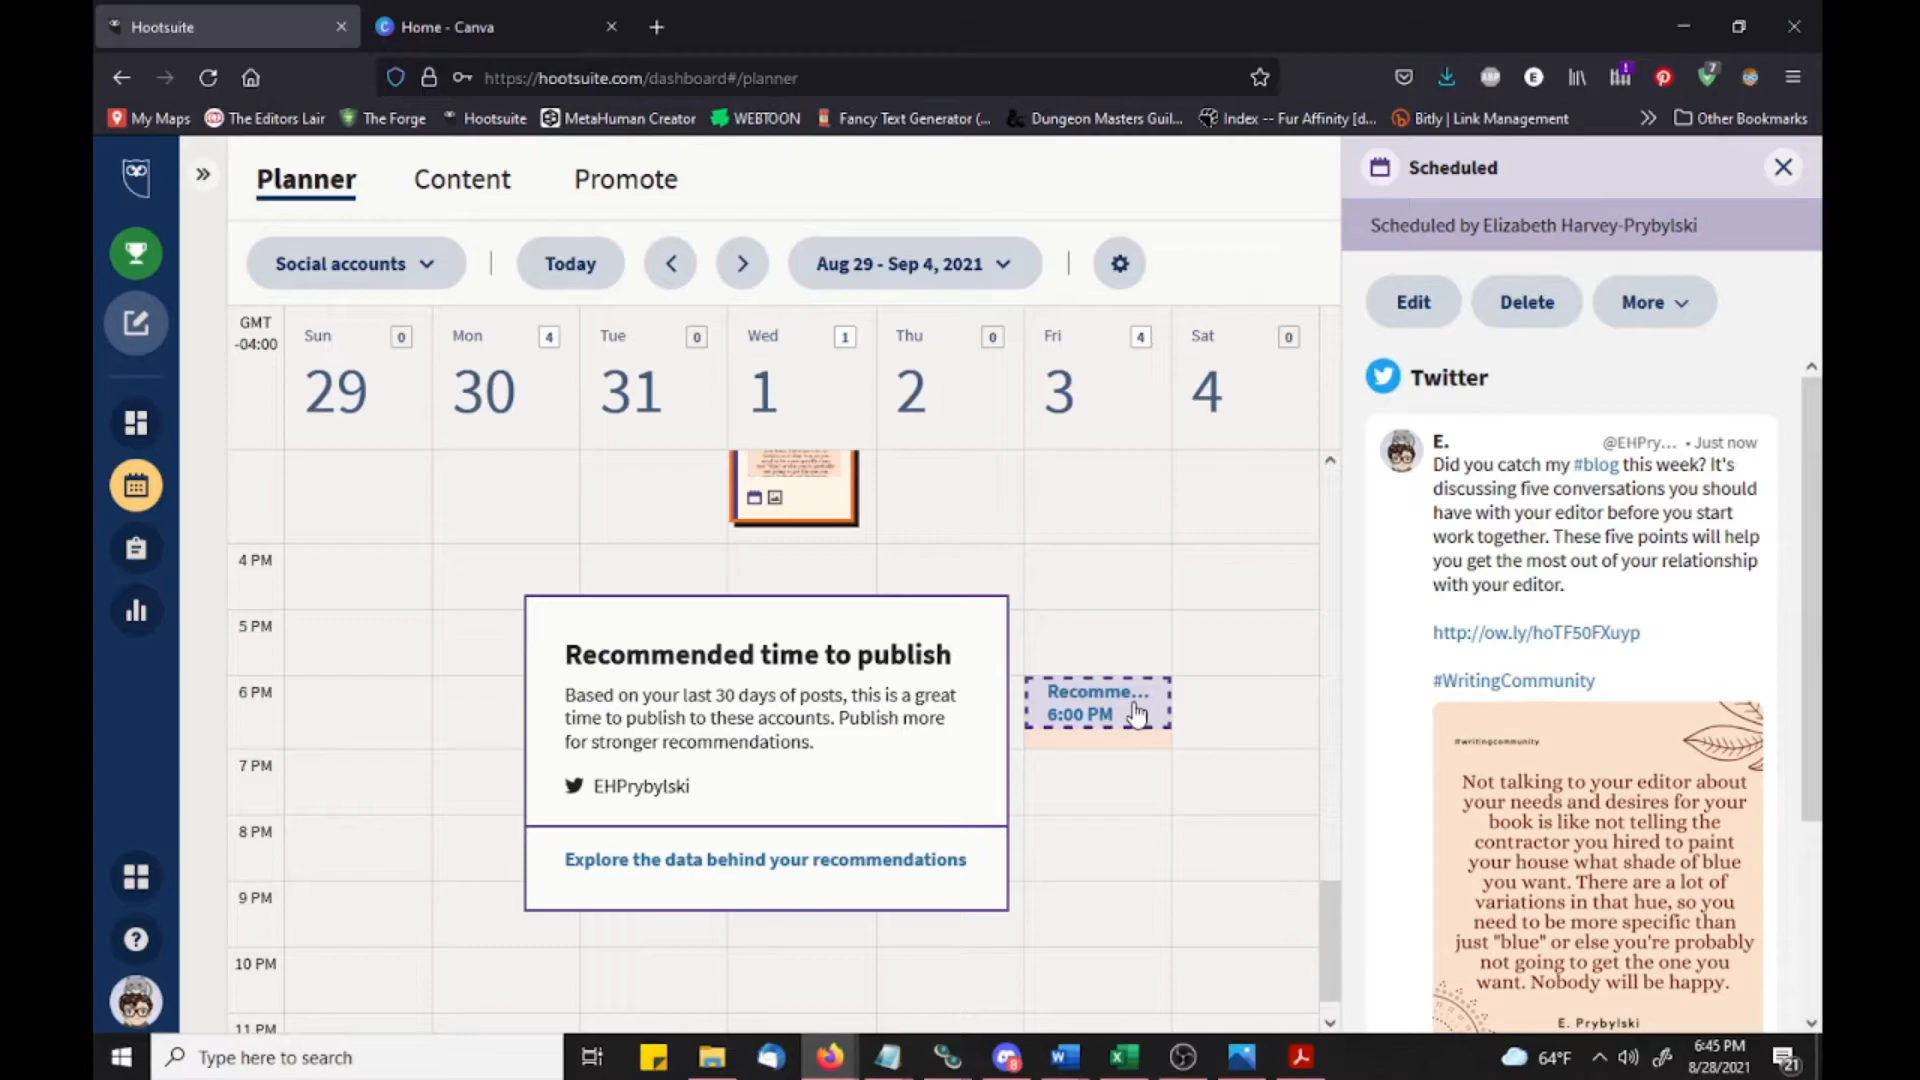 Hootsuite
Home - Canva
https://hootsuite.com/dashboard#/planner
1
7
My Maps
The Editors Lair
The Forge
Hootsuite
MetaHuman Creator
WEBTOON
Fancy Text Generator (...
Dungeon Masters Guil...
Index -- Fur Affinity [d...
Bitly | Link Management
Other Bookmarks
Planner
Content
Promote
Social accounts
Today
Aug 29 - Sep 4, 2021
GMT
-04:00
Sun 0
29
Mon 4
30
Tue 0
31
Wed 1
1
Thu 0
2
Fri 4
3
Sat 0
4
4 PM
5 PM
6 PM
7 PM
8 PM
9 PM
10 PM
11 PM
Recommended time to publish
Based on your last 30 days of posts, this is a great
time to publish to these accounts. Publish more
for stronger recommendations.
EHPrybylski
Explore the data behind your recommendations
Recomme...
6:00 PM
Scheduled
Scheduled by Elizabeth Harvey-Prybylski
Edit
Delete
More
Twitter
E.
@EHPry... • Just now
Did you catch my #blog this week? It's
discussing five conversations you should
have with your editor before you start
work together. These five points will help
you get the most out of your relationship
with your editor.
http://ow.ly/hoTF50FXuyp
#WritingCommunity
#writingcommunity
Not talking to your editor about
your needs and desires for your
book is like not telling the
contractor you hired to paint
your house what shade of blue
you want. There are a lot of
variations in that hue, so you
need to be more specific than
just "blue" or else you're probably
not going to get the one you
want. Nobody will be happy.
E. Prybylski
Type here to search
64°F
6:45 PM
8/28/2021
21